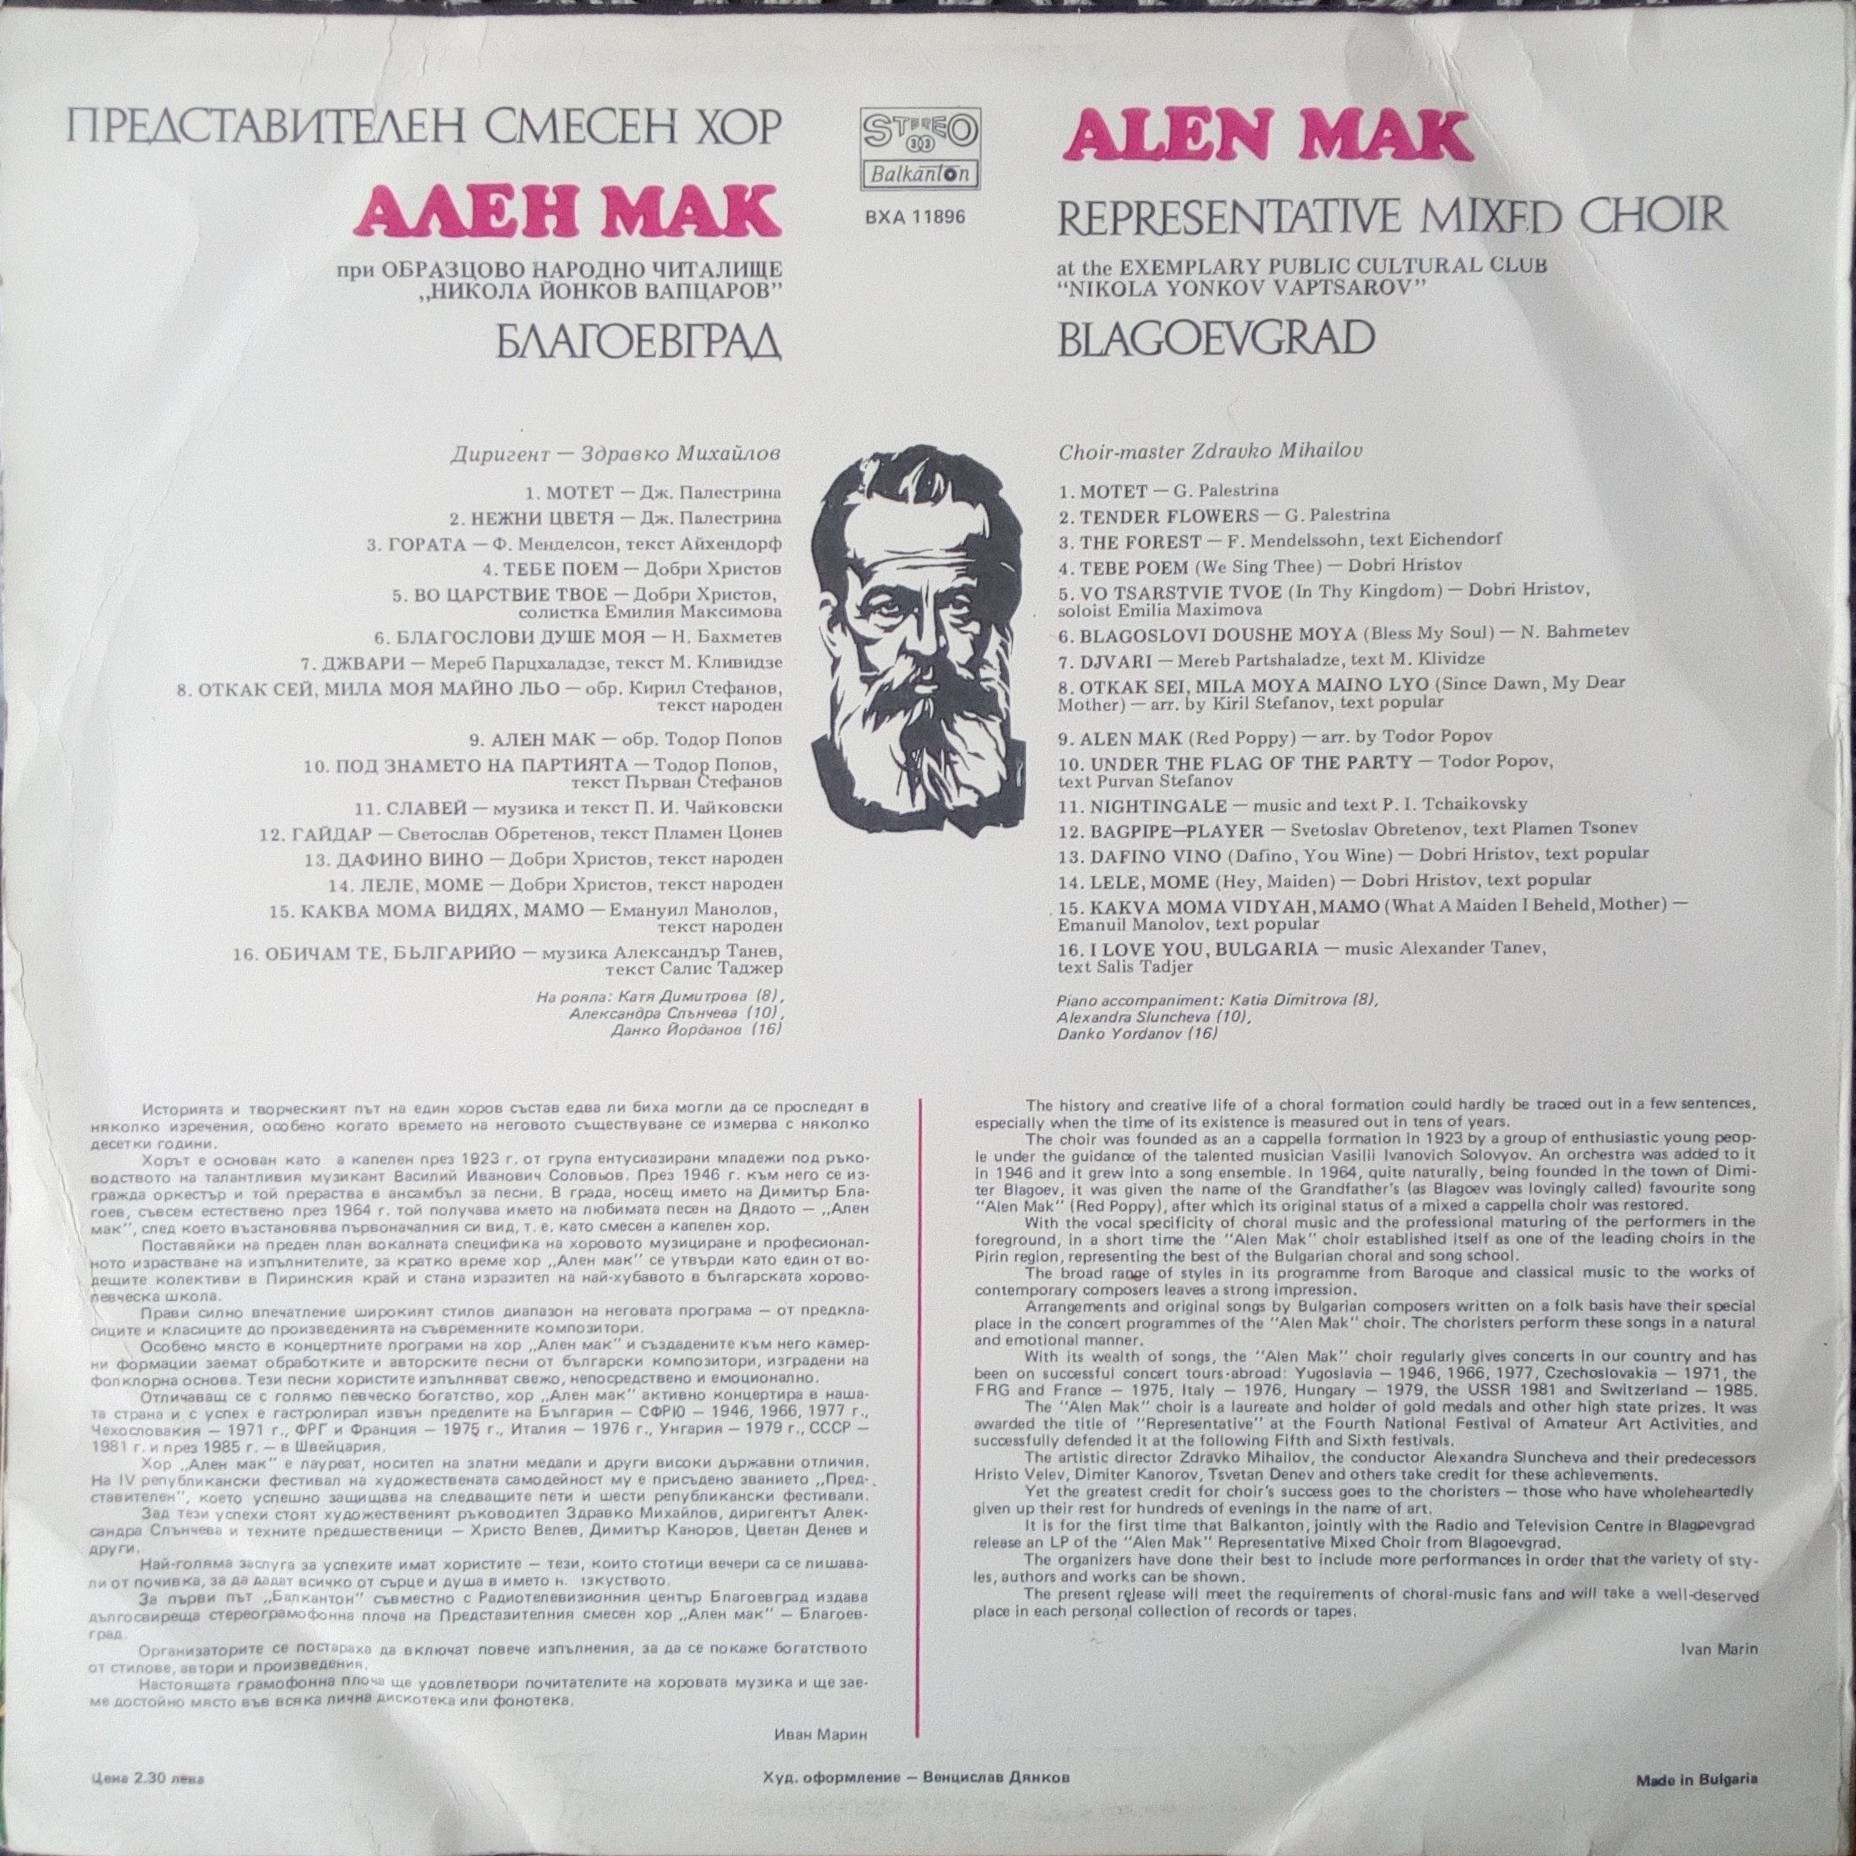 ПРЕДСТАВИТЕЛЕН СМЕСЕН ХОР
АЛЕН МАК
при ОБРАЗЦОВО НАРОДНО ЧИТАЛИЩЕ
„НИКОЛА ЙОНКОВ ВАПЦАРОВ”
БЛАГОЕВГРАД
STEREO
33
Balkanton
ВХА 11896
ALEN MAK
REPRESENTATIVE MIXED CHOIR
at the EXEMPLARY PUBLIC CULTURAL CLUB
“NIKOLA YONKOV VAPTSAROV”
BLAGOEVGRAD
Диригент — Здравко Михайлов
1. МОТЕТ — Дж. Палестрина
2. НЕЖНИ ЦВЕТЯ — Дж. Палестрина
3. ГОРАТА — Ф. Менделсон, текст Айхендорф
4. ТЕБЕ ПОЕМ — Добри Христов
5. ВО ЦАРСТВИЕ ТВОЕ — Добри Христов,
солистка Емилия Максимова
6. БЛАГОСЛОВИ ДУШЕ МОЯ — Н. Бахметев
7. ДЖВАРИ — Мереб Парцхаладзе, текст М. Кливидзе
8. ОТКАК СЕЙ, МИЛА МОЯ МАЙНО ЛЬО — обр. Кирил Стефанов,
текст народен
9. АЛЕН МАК — обр. Тодор Попов
10. ПОД ЗНАМЕТО НА ПАРТИЯТА — Тодор Попов,
текст Първан Стефанов
11. СЛАВЕЙ — музика и текст П. И. Чайковски
12. ГАЙДАР — Светослав Обретенов, текст Пламен Цонев
13. ДАФИНО ВИНО — Добри Христов, текст народен
14. ЛЕЛЕ, МОМЕ — Добри Христов, текст народен
15. КАКВА МОМА ВИДЯХ, МАМО — Емануил Манолов,
текст народен
16. ОБИЧАМ ТЕ, БЪЛГАРИЙО — музика Александър Танев,
текст Салис Таджер
На рояла: Катя Димитрова (8),
Александра Слънчева (10),
Данко Йорданов (16)
Choir-master Zdravko Mihailov
1. MOTET — G. Palestrina
2. TENDER FLOWERS — G. Palestrina
3. THE FOREST — F. Mendelssohn, text Eichendorf
4. TEBE POEM (We Sing Thee) — Dobri Hristov
5. VO TSARSTVIE TVOE (In Thy Kingdom) — Dobri Hristov,
soloist Emilia Maximova
6. BLAGOSLOVI DOUSHE MOYA (Bless My Soul) — N. Bahmetev
7. DJVARI — Mereb Partshaladze, text M. Klividze
8. OTKAK SEI, MILA MOYA MAINO LYO (Since Dawn, My Dear
Mother) — arr. by Kiril Stefanov, text popular
9. ALEN MAK (Red Poppy) — arr. by Todor Popov
10. UNDER THE FLAG OF THE PARTY — Todor Popov,
text Purvan Stefanov
11. NIGHTINGALE — music and text P. I. Tchaikovsky
12. BAGPIPE—PLAYER — Svetoslav Obretenov, text Plamen Tsonev
13. DAFINO VINO (Dafino, You Wine) — Dobri Hristov, text popular
14. LELE, MOME (Hey, Maiden) — Dobri Hristov, text popular
15. KAKVA MOMA VIDYAH, MAMO (What A Maiden I Beheld, Mother) —
Emanuil Manolov, text popular
16. I LOVE YOU, BULGARIA — music Alexander Tanev,
text Salis Tadjer
Piano accompaniment: Katia Dimitrova (8),
Alexandra Sluncheva (10),
Danko Yordanov (16)
Историята и творческият път на един хоров състав едва ли биха могли да се проследят в
няколко изречения, особено когато времето на неговото съществуване се измерва с няколко
десетки години.
Хорът е основан като а капелен през 1923 г. от група ентусиазирани младежи под ръко-
водството на талантливия музикант Василий Иванович Соловьов. През 1946 г. към него се из-
гражда оркестър и той прераства в ансамбъл за песни. В града, носещ името на Димитър Бла-
гоев, съвсем естествено през 1964 г. той получава името на любимата песен на Дядото — „Ален
мак”, след което възстановява първоначалния си вид, т. е. като смесен а капелен хор.
Поставяйки на преден план вокалната специфика на хоровото музициране и професионал-
ното израстване на изпълнителите, за кратко време хор „Ален мак” се утвърди като един от во-
дещите колективи в Пиринския край и стана изразител на най-хубавото в българската хорово-
певческа школа.
Прави силно впечатление широкият стилов диапазон на неговата програма — от предкла-
сиците и класиците до произведенията на съвременните композитори.
Особено място в концертните програми на хор „Ален мак” и създадените към него камер-
ни формации заемат обработките и авторските песни от български композитори, изградени на
фолклорна основа. Тези песни хористите изпълняват свежо, непосредствено и емоционално.
Отличаващ се с голямо певческо богатство, хор „Ален мак” активно концертира в наша-
та страна и с успех е гастролирал извън пределите на България — СФРЮ — 1946, 1966, 1977 г.,
Чехословакия — 1971 г., ФРГ и Франция — 1975 г., Италия — 1976 г., Унгария — 1979 г., СССР —
1981 г. и през 1985 г. — в Швейцария.
Хор „Ален мак” е лауреат, носител на златни медали и други високи държавни отличия.
На IV републикански фестивал на художествената самодейност му е присъдено званието „Пред-
ставителен”, което успешно защищава на следващите пети и шести републикански фестивали.
Зад тези успехи стоят художественият ръководител Здравко Михайлов, диригентът Алек-
сандра Слънчева и техните предшественици — Христо Велев, Димитър Каноров, Цветан Денев и
други.
Най-голяма заслуга за успехите имат хористите — тези, които стотици вечери са се лишава-
ли от почивка, за да дадат всичко от сърце и душа в името н. изкуството.
За първи път „Балкантон” съвместно с Радиотелевизионния център Благоевград издава
дългосвиреща стереограмофонна плоча на Представителния смесен хор „Ален мак” — Благоев-
град.
Организаторите се постараха да включат повече изпълнения, за да се покаже богатството
от стилове, автори и произведения.
Настоящата грамофонна плоча ще удовлетвори почитателите на хоровата музика и ще зае-
ме достойно място във всяка лична дискотека или фонотека.
Иван Марин
The history and creative life of a choral formation could hardly be traced out in a few sentences,
especially when the time of its existence is measured out in tens of years.
The choir was founded as an a cappella formation in 1923 by a group of enthusiastic young peop-
le under the guidance of the talented musician Vasilii Ivanovich Solovyov. An orchestra was added to it
in 1946 and it grew into a song ensemble. In 1964, quite naturally, being founded in the town of Dimi-
ter Blagoev, it was given the name of the Grandfather’s (as Blagoev was lovingly called) favourite song
“Alen Mak” (Red Poppy), after which its original status of a mixed a cappella choir was restored.
With the vocal specificity of choral music and the professional maturing of the performers in the
foreground, in a short time the “Alen Mak” choir established itself as one of the leading choirs in the
Pirin region, representing the best of the Bulgarian choral and song school.
The broad range of styles in its programme from Baroque and classical music to the works of
contemporary composers leaves a strong impression.
Arrangements and original songs by Bulgarian composers written on a folk basis have their special
place in the concert programmes of the “Alen Mak” choir. The choristers perform these songs in a natural
and emotional manner.
With its wealth of songs, the “Alen Mak” choir regularly gives concerts in our country and has
been on successful concert tours·abroad: Yugoslavia — 1946, 1966, 1977, Czechoslovakia — 1971, the
FRG and France — 1975, Italy — 1976, Hungary — 1979, the USSR 1981 and Switzerland — 1985.
The “Alen Mak” choir is a laureate and holder of gold medals and other high state prizes. It was
awarded the title of “Representative” at the Fourth National Festival of Amateur Art Activities, and
successfully defended it at the following Fifth and Sixth festivals.
The artistic director Zdravko Mihailov, the conductor Alexandra Sluncheva and their predecessors
Hristo Velev, Dimiter Kanorov, Tsvetan Denev and others take credit for these achievements.
Yet the greatest credit for choir’s success goes to the choristers — those who have wholeheartedly
given up their rest for hundreds of evenings in the name of art.
It is for the first time that Balkanton, jointly with the Radio and Television Centre in Blagoevgrad
release an LP of the “Alen Mak” Representative Mixed Choir from Blagoevgrad.
The organizers have done their best to include more performances in order that the variety of sty-
les, authors and works can be shown.
The present release will meet the requirements of choral-music fans and will take a well-deserved
place in each personal collection of records or tapes.
Ivan Marin
Цена 2.30 лева
Худ. оформление — Венцислав Дянков
Made in Bulgaria